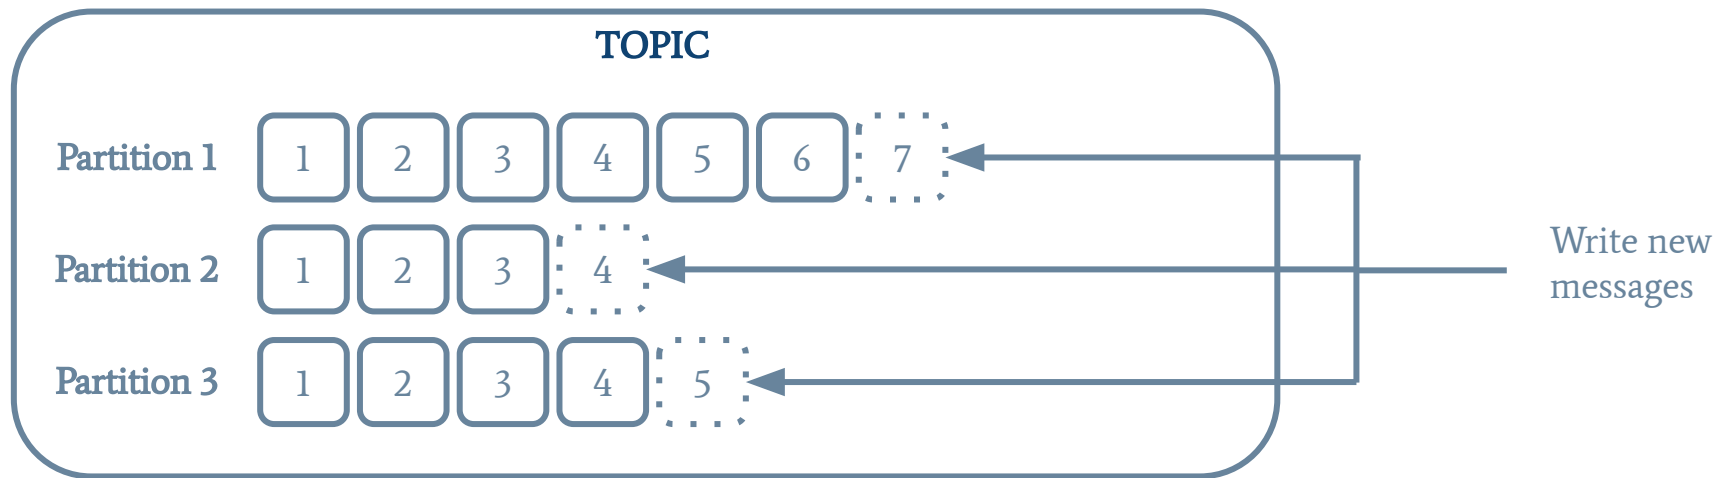 TOPIC
Partition 1 1 2 3 4 5 6 7
Partition 2 1 2 3 4
Partition 3 1 2 3 4 5
Write new
messages